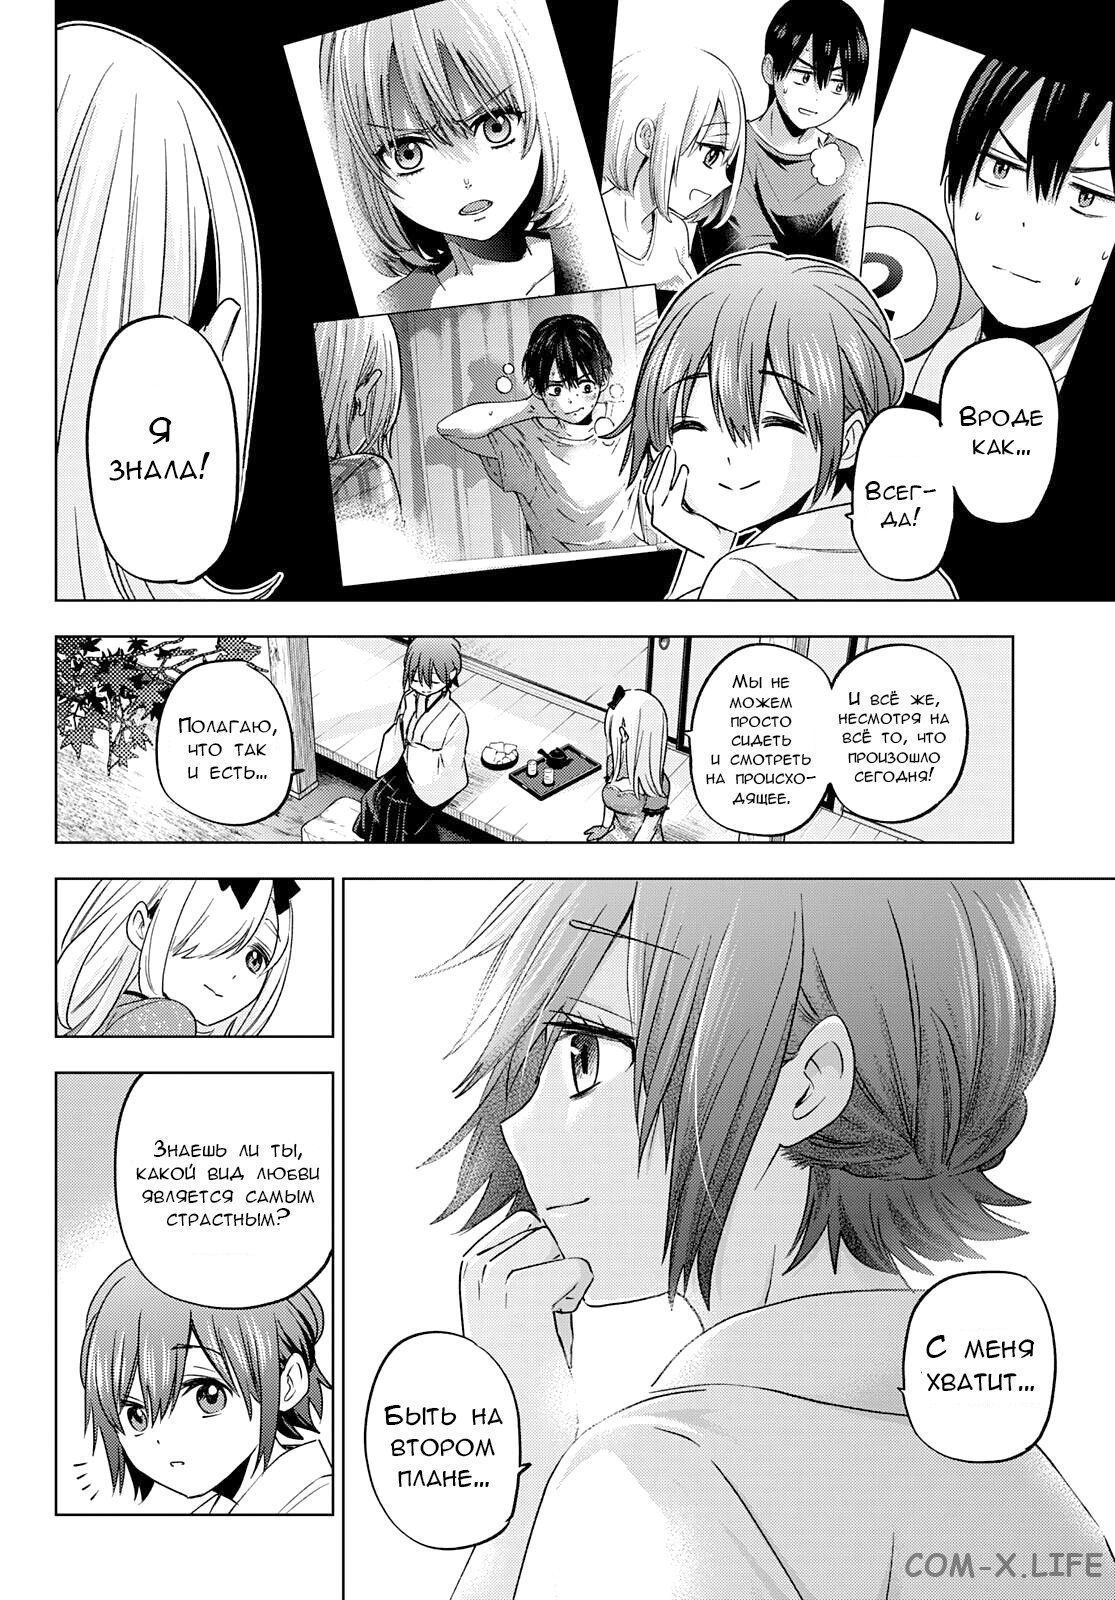 Вроде
как...
Всег-
да!
Я
знала!
И всё же,
несмотря на
всё то, что
произошло
сегодня!
Мы не
можем
просто
сидеть
и смотреть
на происхо-
дящее.
Полагаю,
что так
и есть...
С меня
хватит...
Быть на
втором
плане...
Знаешь ли ты,
какой вид любви
является самым
страстным?
COM-X.LIFE